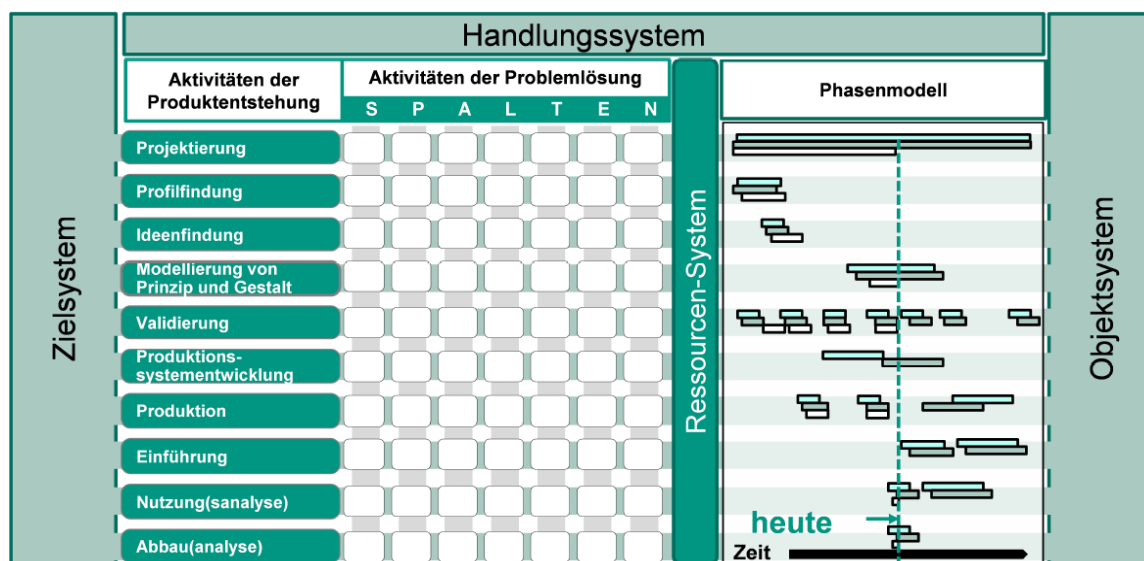 Handlungssystem
Zielsystem
Aktivitäten der
Produktentstehung
Aktivitäten der Problemlösung
S P A L T E N
Ressourcen-System
Phasenmodell
Objektsystem
Projektierung
Profilfindung
Ideenfindung
Modellierung von
Prinzip und Gestalt
Validierung
Produktions-
systementwicklung
Produktion
Einführung
Nutzung(sanalyse)
Abbau(analyse)
heute
Zeit